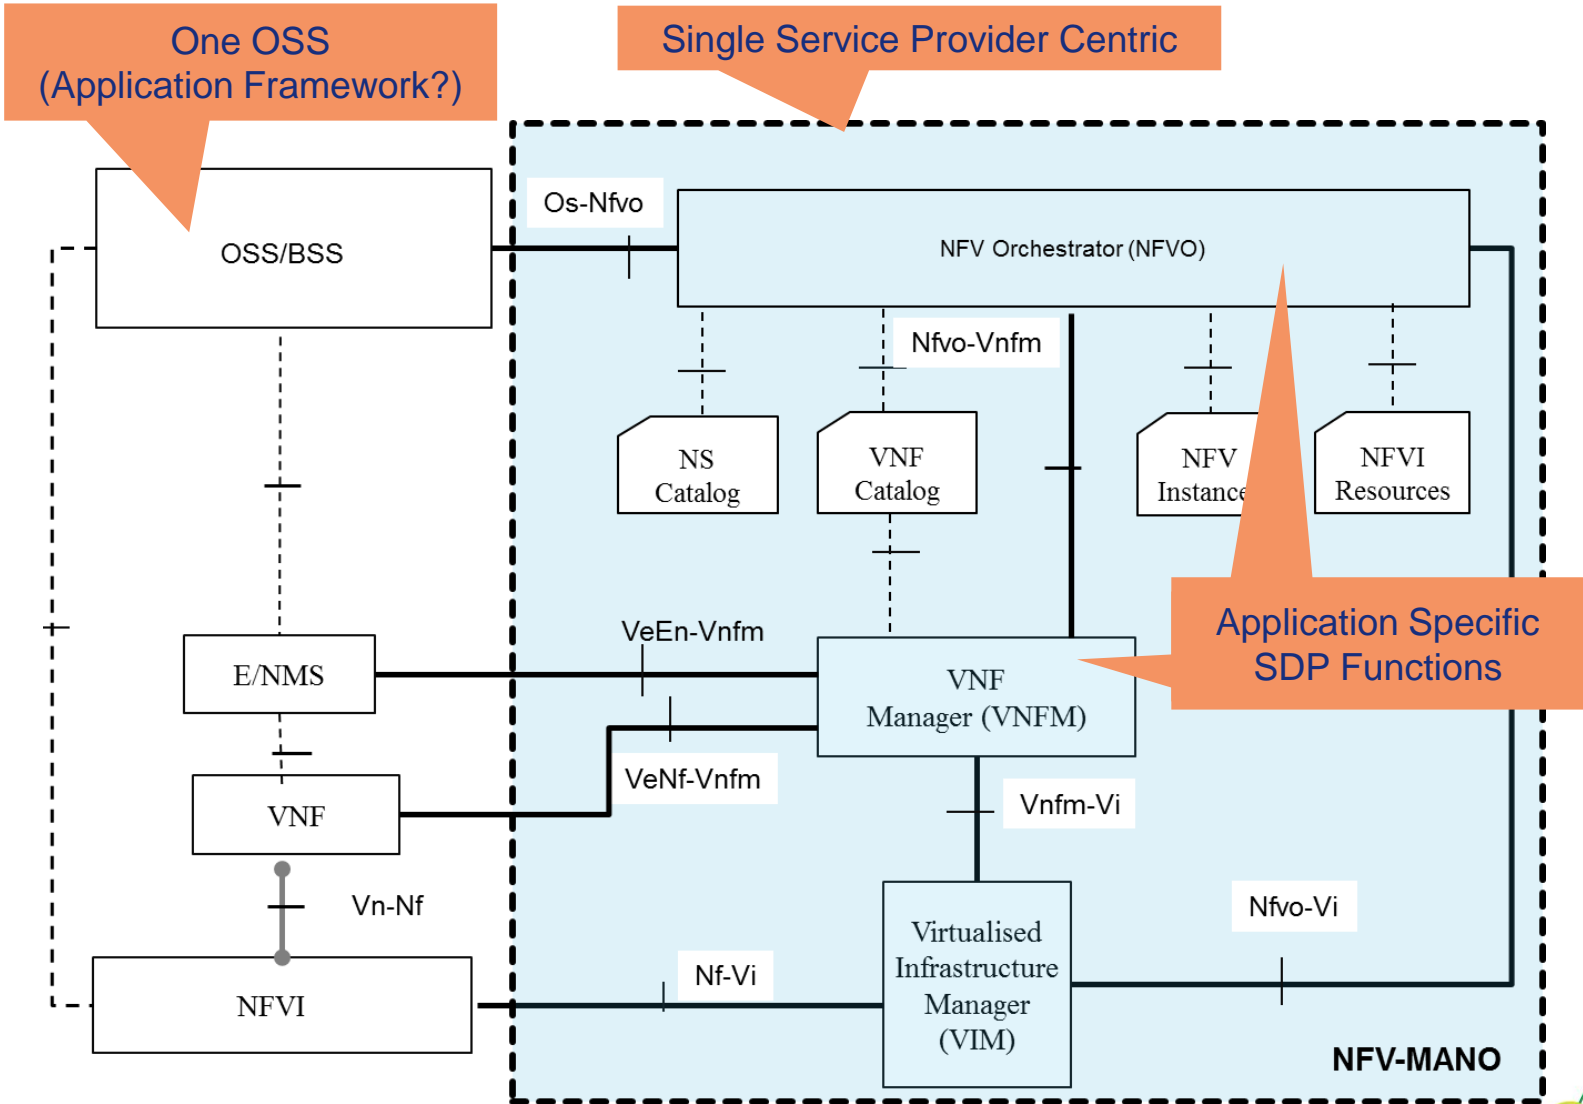 One OSS
(Application Framework?)
Single Service Provider Centric
Os-Nfvo
OSS/BSS
NFV Orchestrator (NFVO)
Nfvo-Vnfm
NS
Catalog
VNF
Catalog
NFV
Instance
NFVI
Resources
Application Specific
SDP Functions
VeEn-Vnfm
E/NMS
VNF
Manager (VNFM)
VeNf-Vnfm
VNF
Vnfm-Vi
Vn-Nf
Nfvo-Vi
Virtualised
Infrastructure
Manager
(VIM)
Nf-Vi
NFVI
NFV-MANO